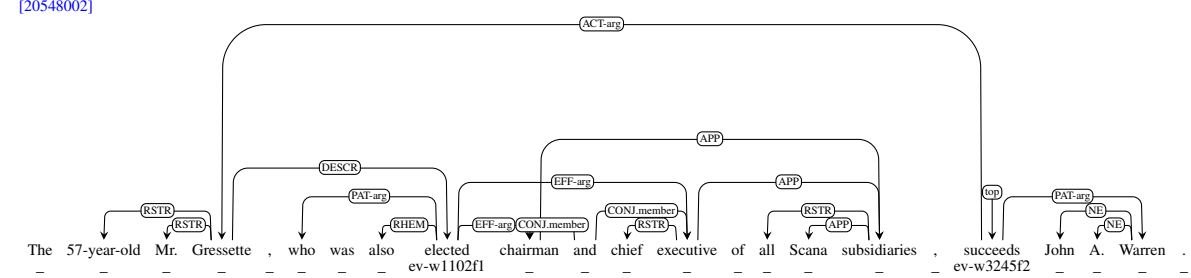 [20548002]
ACT-arg
APP
DESCR
EFF-arg APP
PAT-arg top PAT-arg
RSTR CONJ.member RSTR NE
RSTR RHEM EFF-arg CONJ.member RSTR APP NE
The 57-year-old Mr. Gressette , who was also elected chairman and chief executive of all Scana subsidiaries , succeeds John A. Warren .
_ _ _ _ _ _ _ _ ev-w1102f1 _ _ _ _ _ _ _ _ _ ev-w3245f2 _ _ _ _